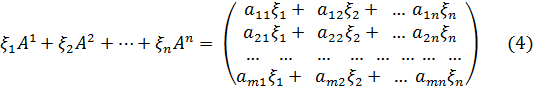 ξ₁A¹ + ξ₂A² + ⋯ + ξₙAⁿ = ( a₁₁ξ₁ + a₁₂ξ₂ + … a₁ₙξₙ
a₂₁ξ₁ + a₂₂ξ₂ + … a₂ₙξₙ
… … … … … … …
aₘ₁ξ₁ + aₘ₂ξ₂ + … aₘₙξₙ ) (4)